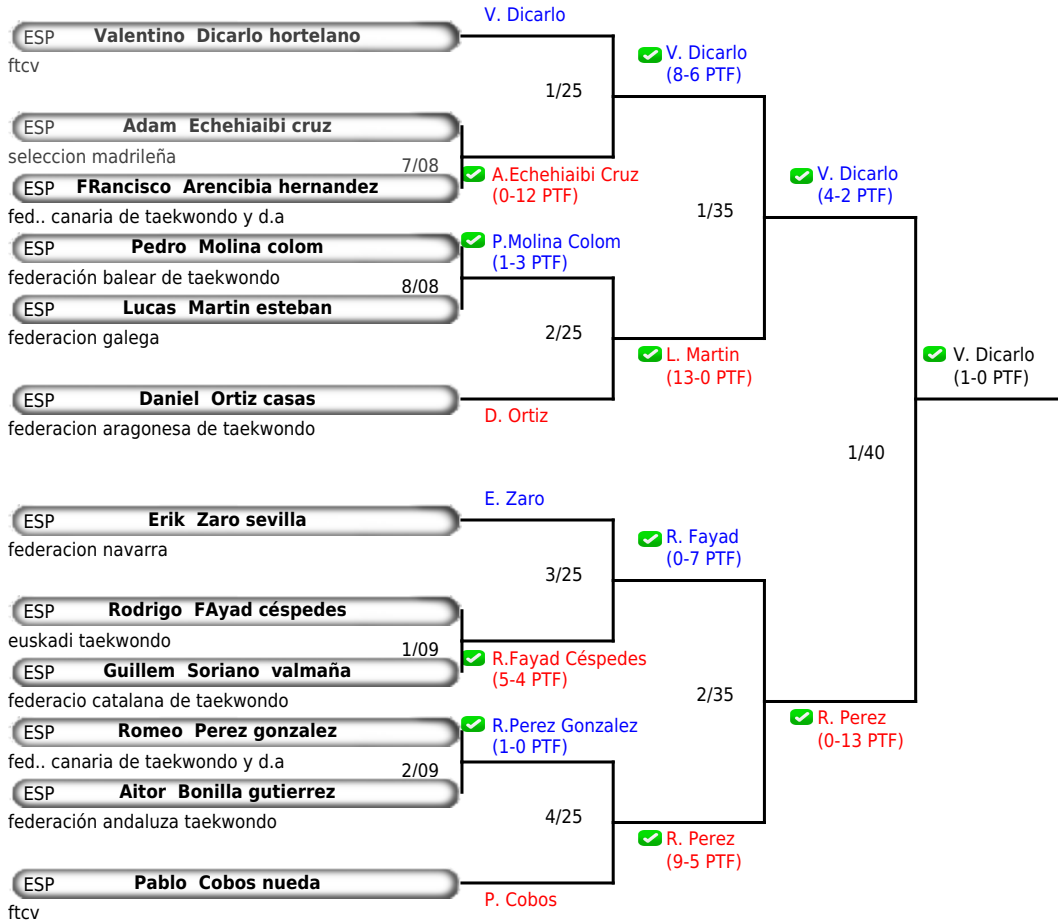 V. Dicarlo
ESP Valentino Dicarlo hortelano
ftcv
V. Dicarlo
(8-6 PTF)
1/25
ESP Adam Echehiaibi cruz
seleccion madrileña
7/08
A.Echehiaibi Cruz
(0-12 PTF)
V. Dicarlo
(4-2 PTF)
ESP FRancisco Arencibia hernandez
fed.. canaria de taekwondo y d.a
1/35
ESP Pedro Molina colom
P.Molina Colom
(1-3 PTF)
federación balear de taekwondo
8/08
ESP Lucas Martin esteban
federacion galega
2/25
L. Martin
(13-0 PTF)
V. Dicarlo
(1-0 PTF)
ESP Daniel Ortiz casas
D. Ortiz
federacion aragonesa de taekwondo
1/40
E. Zaro
ESP Erik Zaro sevilla
federacion navarra
R. Fayad
(0-7 PTF)
3/25
ESP Rodrigo FAyad céspedes
euskadi taekwondo
1/09
R.Fayad Céspedes
(5-4 PTF)
ESP Guillem Soriano valmaña
federacio catalana de taekwondo
2/35
ESP Romeo Perez gonzalez
R.Perez Gonzalez
(1-0 PTF)
R. Perez
(0-13 PTF)
fed.. canaria de taekwondo y d.a
2/09
ESP Aitor Bonilla gutierrez
federación andaluza taekwondo
4/25
R. Perez
(9-5 PTF)
ESP Pablo Cobos nueda
P. Cobos
ftcv